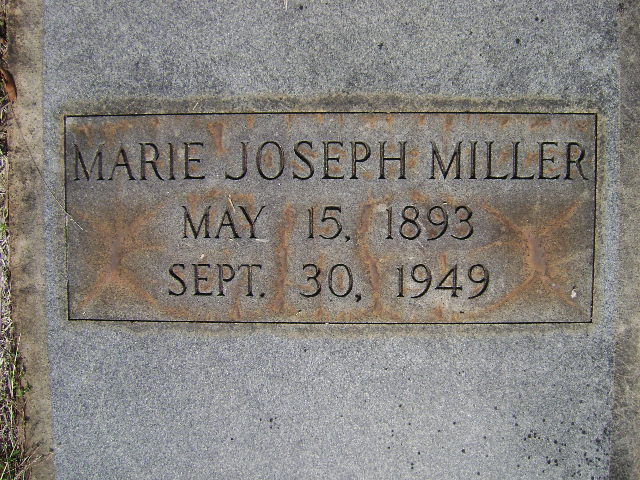 MARIE JOSEPH MILLER
MAY 15, 1893
SEPT. 30, 1949